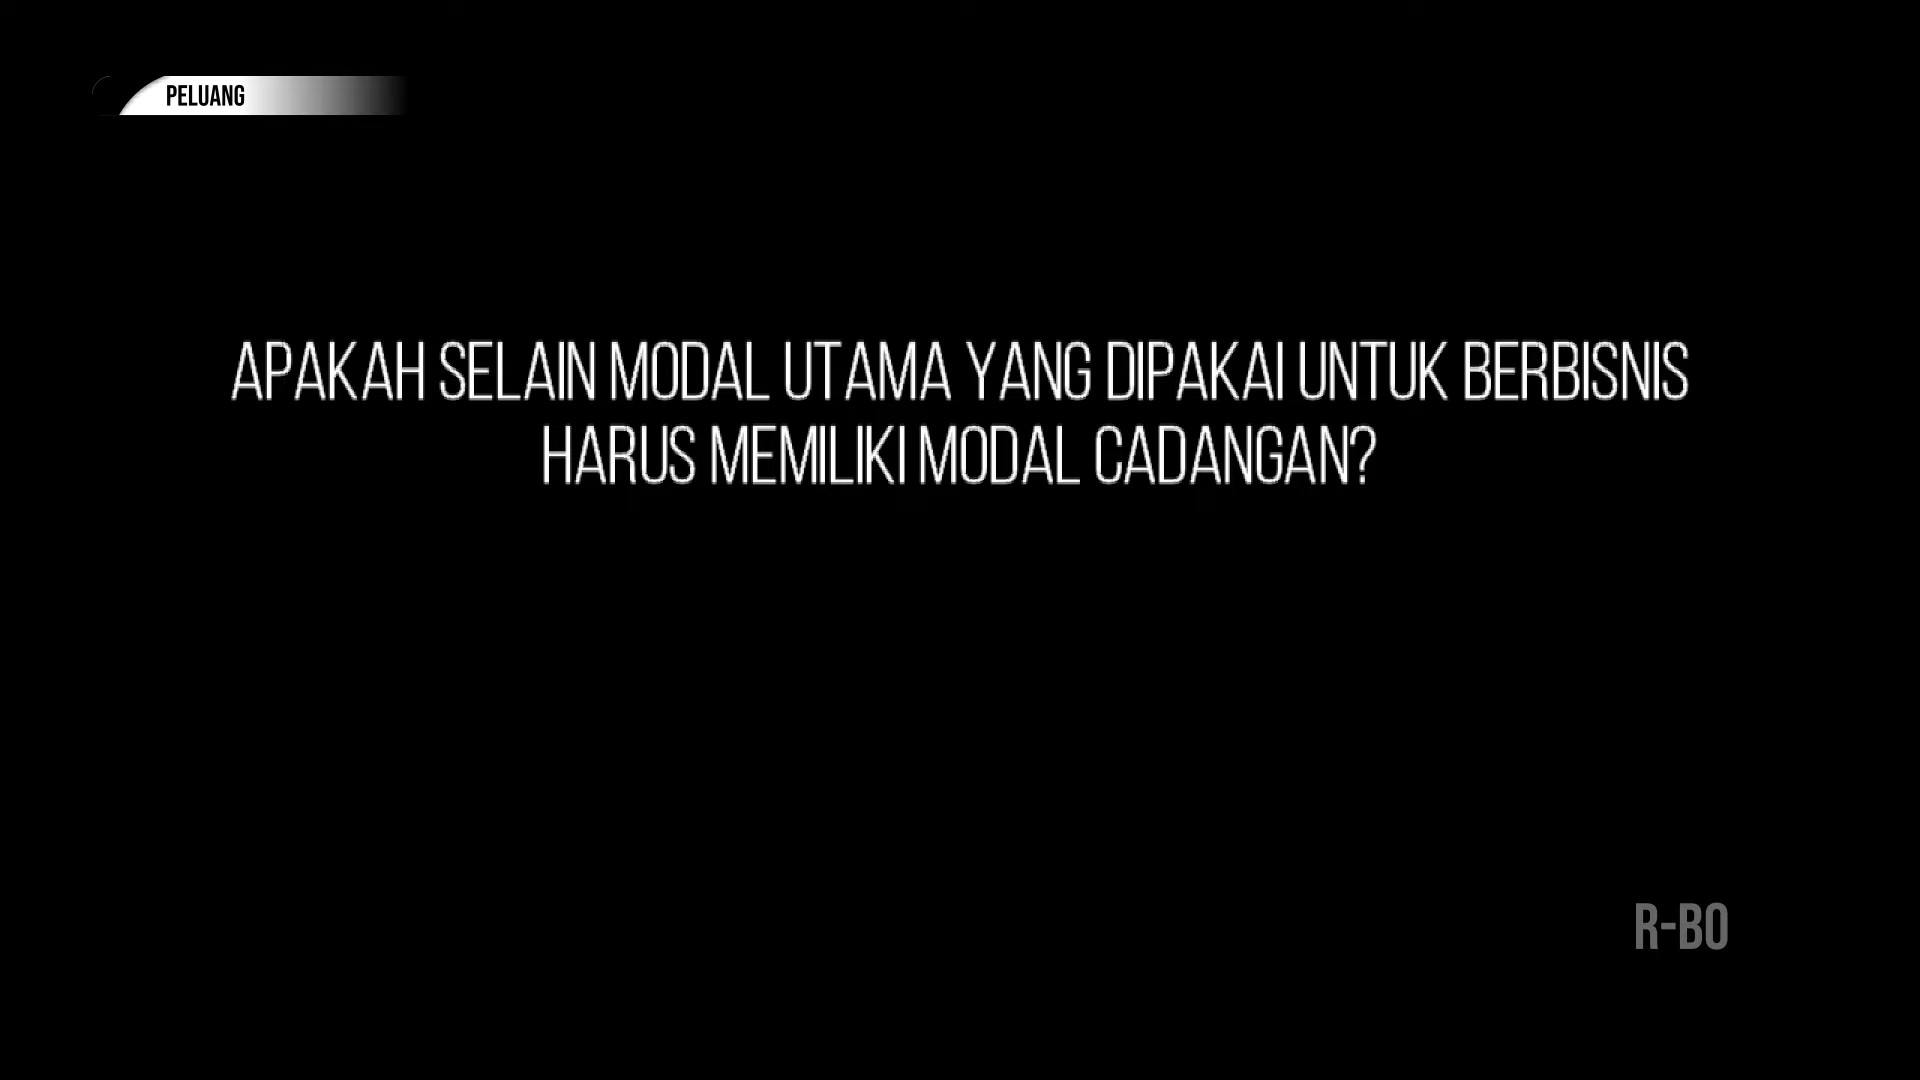 PELUANG
APAKAH SELAIN MODAL UTAMA YANG DIPAKAI UNTUK BERBISNIS
HARUS MEMILIKI MODAL CADANGAN?
R-BO